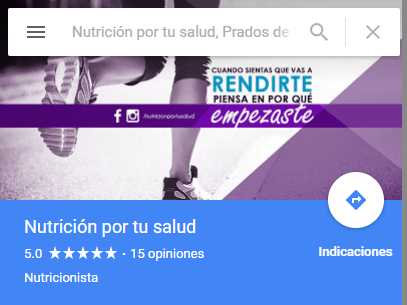 Nutrición por tu salud, Prados de
CUANDO SIENTAS QUE VAS A
RENDIRTE
PIENSA EN POR QUÉ
empezaste
/nutricionportusalud
Nutrición por tu salud
5.0 ★★★★★ · 15 opiniones
Indicaciones
Nutricionista